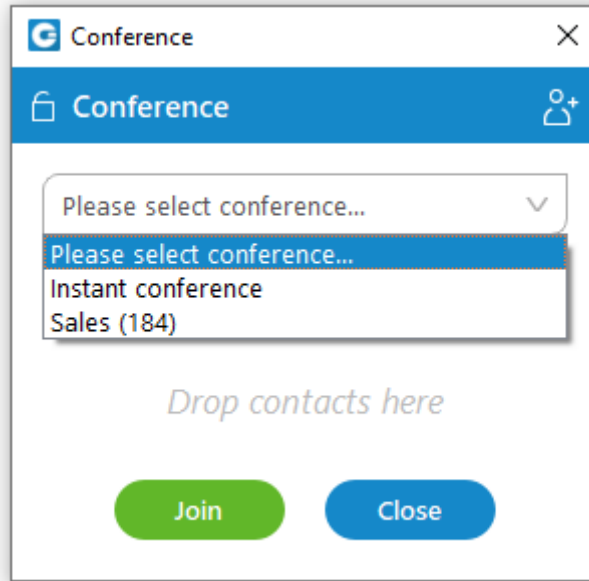 Conference
Conference
Please select conference...
Please select conference...
Instant conference
Sales (184)
Drop contacts here
Join Close